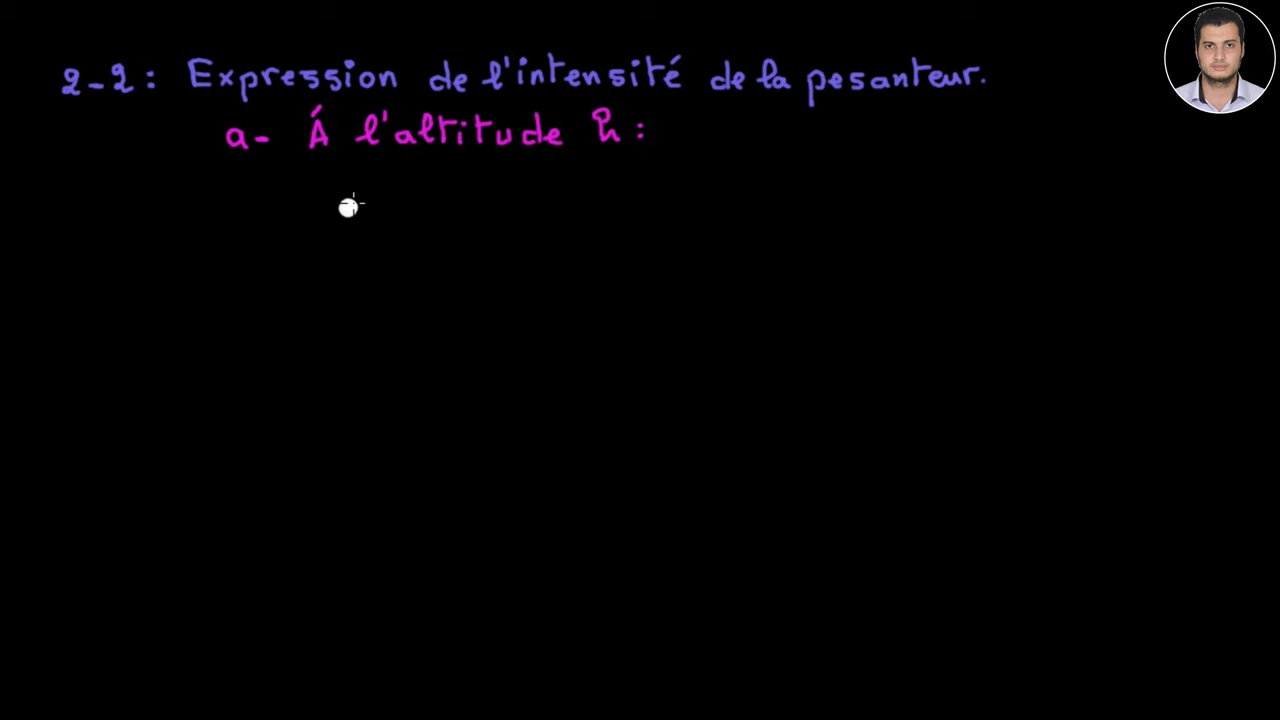 2-2: Expression de l'intensité de la pesanteur.
a- Á l'altitude h: